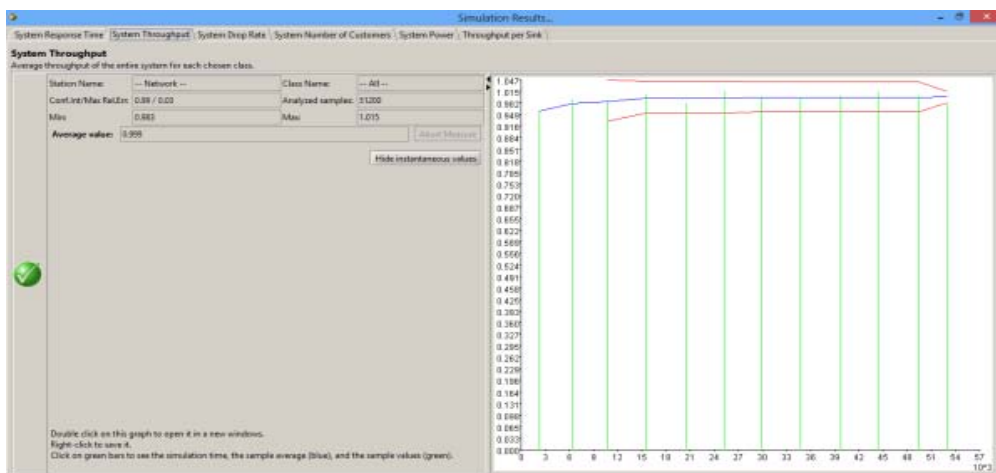 Simulation Results...
System Response Time System Throughput System Drop Rate System Number of Customers System Power Throughput per Sink
System Throughput
Average throughput of the entire system for each chosen class.
Station Name: -- Network -- Class Name: -- All --
Conf.Int/Max Rel.Err: 0.99 / 0.03 Analyzed samples: 31200
Min 0.983 Max 1.015
Average value: 0.999 Abort Measure
Hide instantaneous values
Double click on this graph to open it in a new windows.
Right-click to save it.
Click on green bars to see the simulation time, the sample average (blue), and the sample values (green).
1.047
1.015
0.982
0.949
0.916
0.884
0.851
0.818
0.785
0.753
0.720
0.687
0.655
0.622
0.589
0.556
0.524
0.491
0.458
0.425
0.393
0.360
0.327
0.295
0.262
0.229
0.196
0.164
0.131
0.098
0.065
0.033
0.000
0 3 6 9 12 15 18 21 24 27 30 33 36 39 42 45 48 51 54 57
10^3